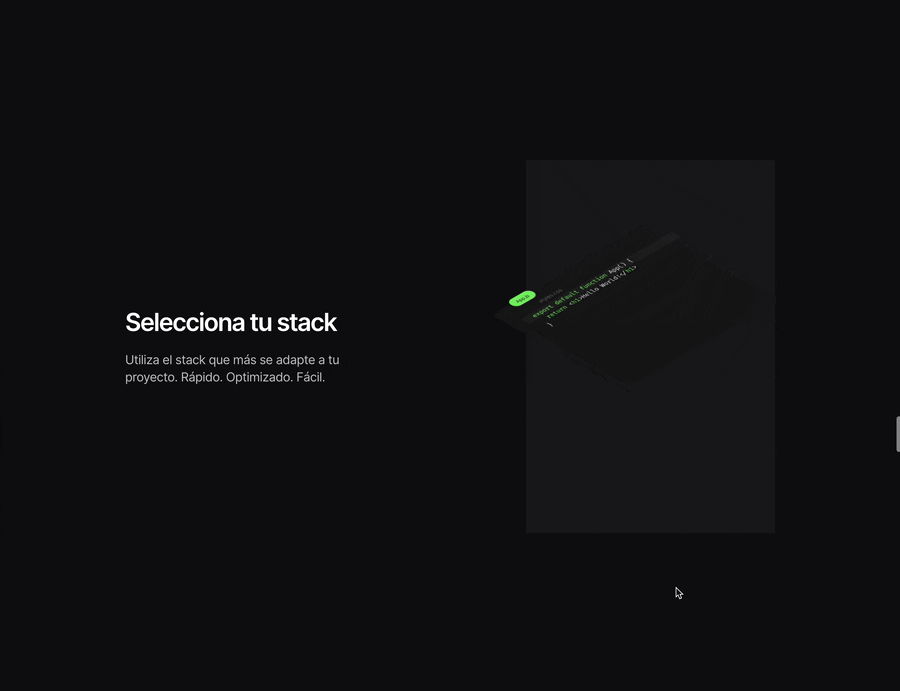 Selecciona tu stack
Utiliza el stack que más se adapte a tu
proyecto. Rápido. Optimizado. Fácil.
export default function App() {
return <h1>Hello World!</h1>
}